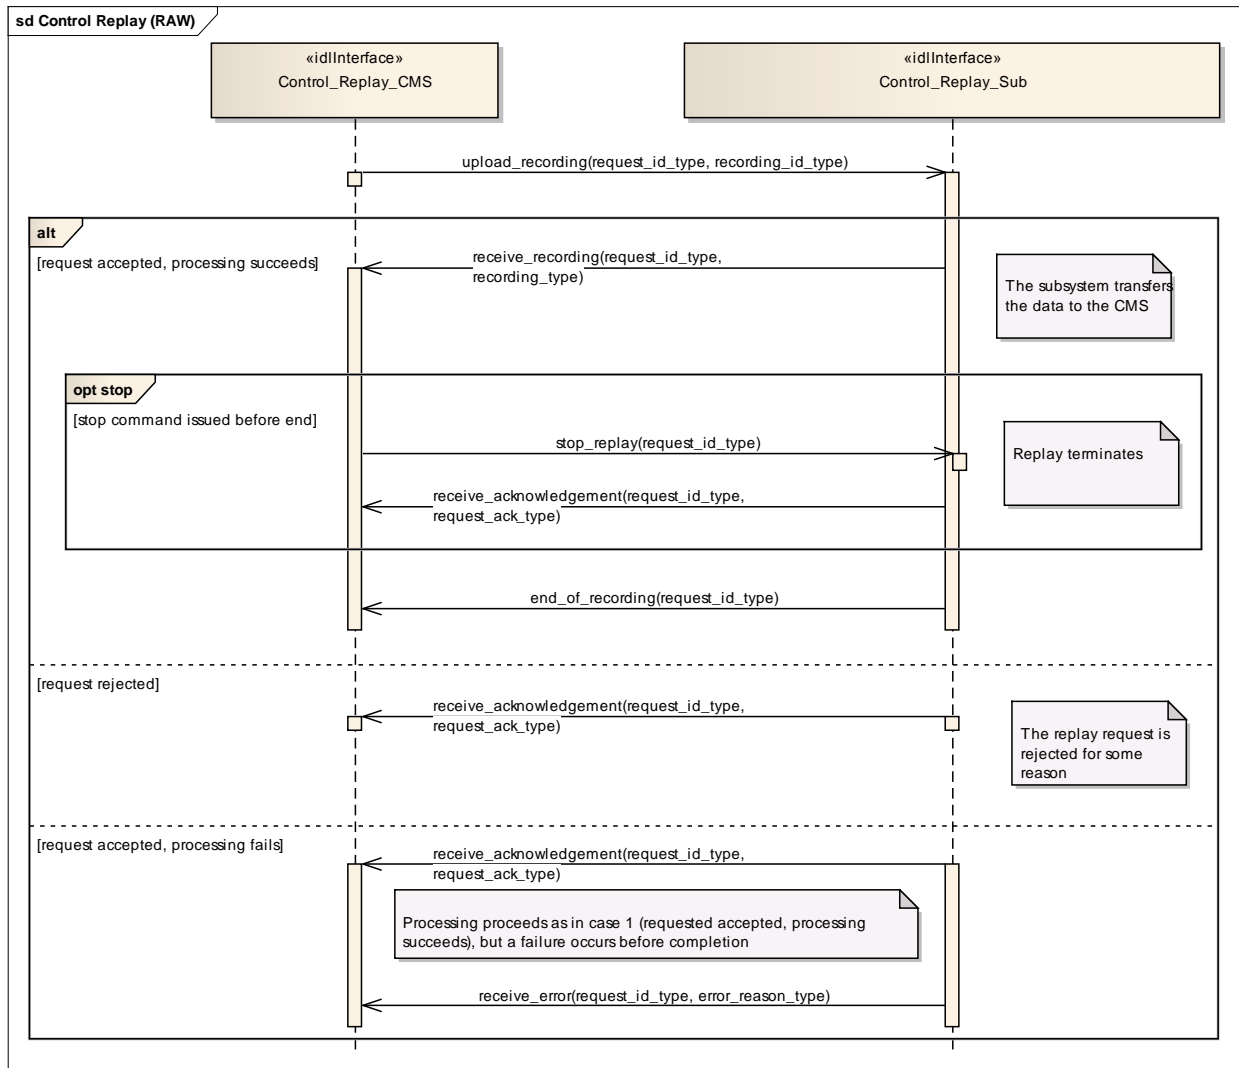 sd Control Replay (RAW)
«idlInterface»
Control_Replay_CMS
«idlInterface»
Control_Replay_Sub
upload_recording(request_id_type, recording_id_type)
alt
[request accepted, processing succeeds]
receive_recording(request_id_type,
recording_type)
The subsystem transfers
the data to the CMS
opt stop
[stop command issued before end]
stop_replay(request_id_type)
Replay terminates
receive_acknowledgement(request_id_type,
request_ack_type)
end_of_recording(request_id_type)
[request rejected]
receive_acknowledgement(request_id_type,
request_ack_type)
The replay request is
rejected for some
reason
[request accepted, processing fails]
receive_acknowledgement(request_id_type,
request_ack_type)
Processing proceeds as in case 1 (requested accepted, processing
succeeds), but a failure occurs before completion
receive_error(request_id_type, error_reason_type)